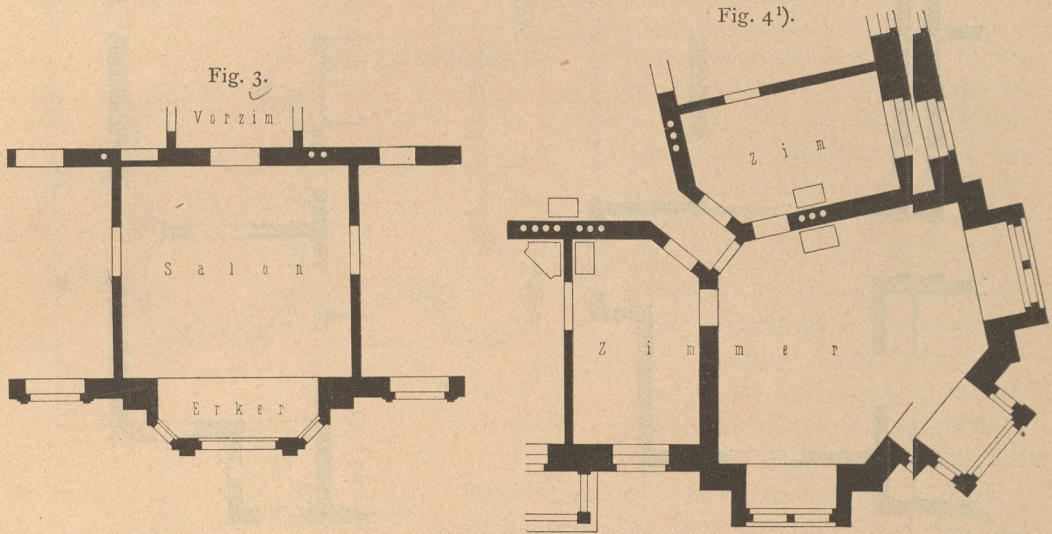 Fig. 3.
Vorzim
Salon
Erker
Fig. 4¹).
Zim
Zimmer